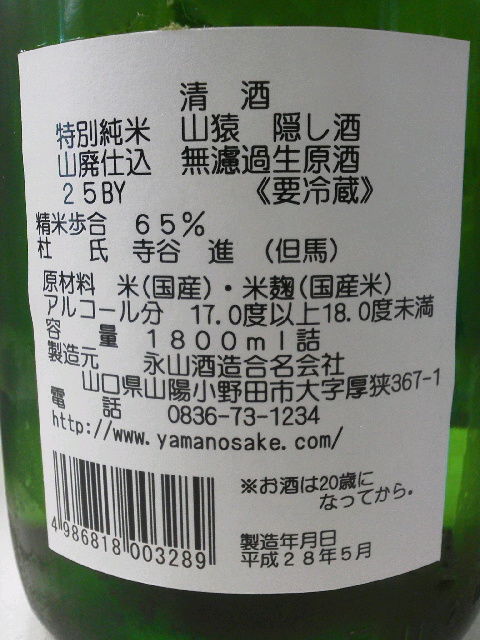 清 酒
特別純米 山猿 隠し酒
山廃仕込 無濾過生原酒
25BY 《要冷蔵》
精米歩合 65%
杜 氏 寺谷 進 (但馬)
原材料 米(国産)・米麹(国産米)
アルコール分 17.0度以上18.0度未満
容 量 1800ml詰
製造元 永山酒造合名会社
山口県山陽小野田市大字厚狭367-1
電 話 0836-73-1234
http://www.yamanosake.com/
※お酒は20歳に
なってから.
4 986818 003289
製造年月日
平成28年5月